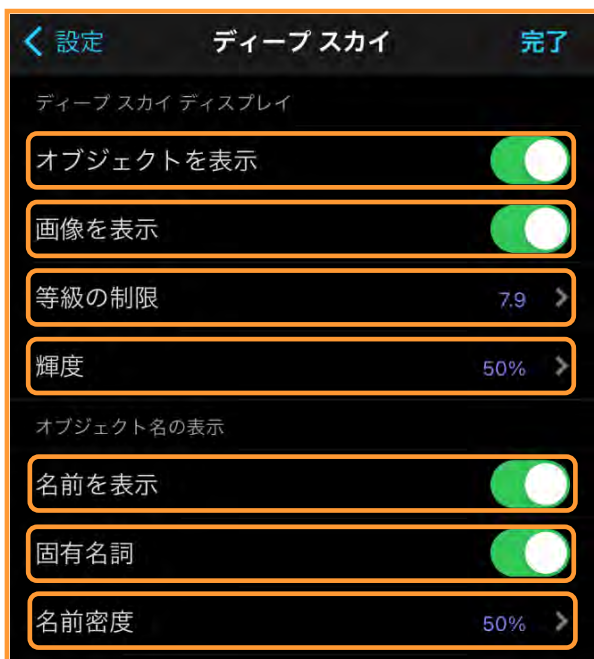 設定 ディープ スカイ 完了
ディープ スカイ ディスプレイ
オブジェクトを表示
画像を表示
等級の制限 7.9
輝度 50%
オブジェクト名の表示
名前を表示
固有名詞
名前密度 50%